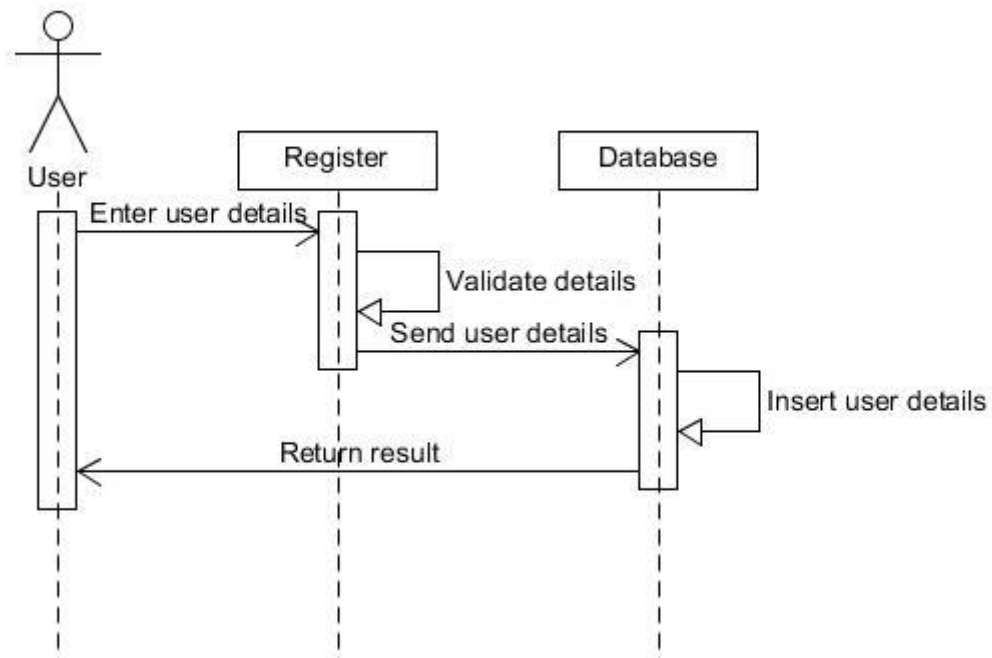 Register
Database
User
Enter user details
Validate details
Send user details
Insert user details
Return result